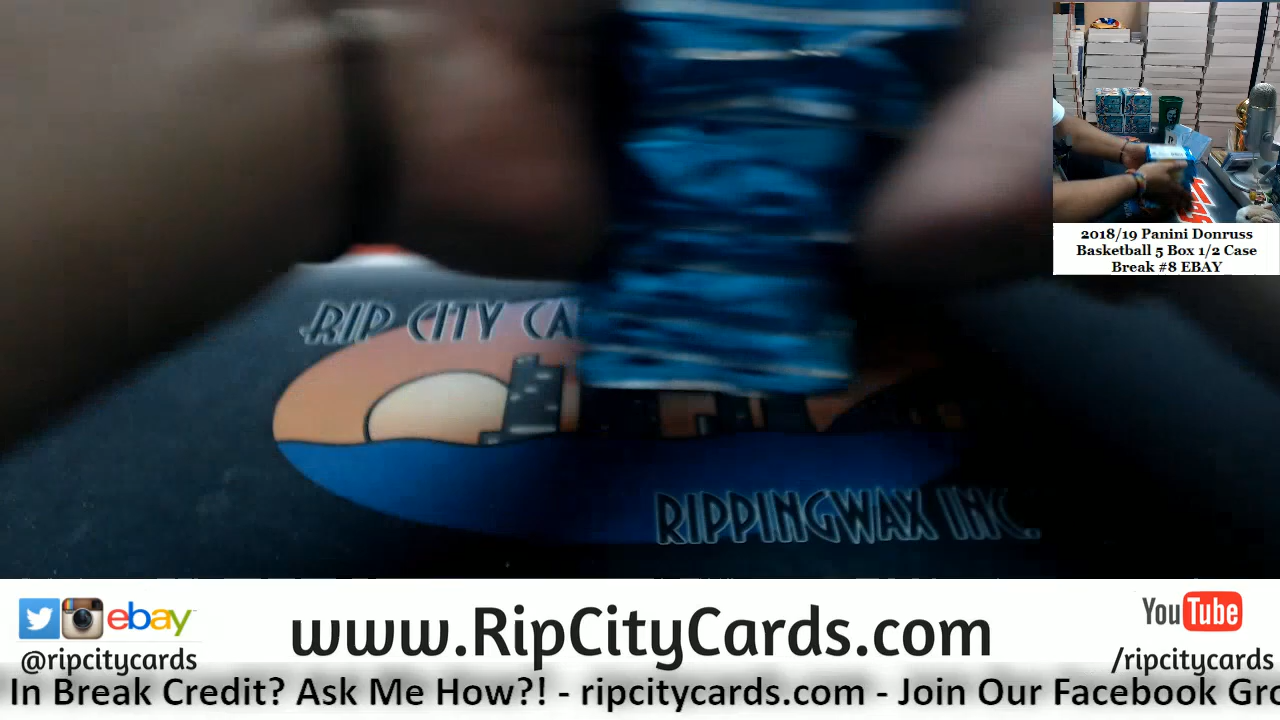 RIP CITY CA
RIPPINGWAX INC.
2018/19 Panini Donruss
Basketball 5 Box 1/2 Case
Break #8 EBAY
ebay
@ripcitycards
www.RipCityCards.com
YouTube
/ripcitycards
In Break Credit? Ask Me How?! - ripcitycards.com - Join Our Facebook Gro